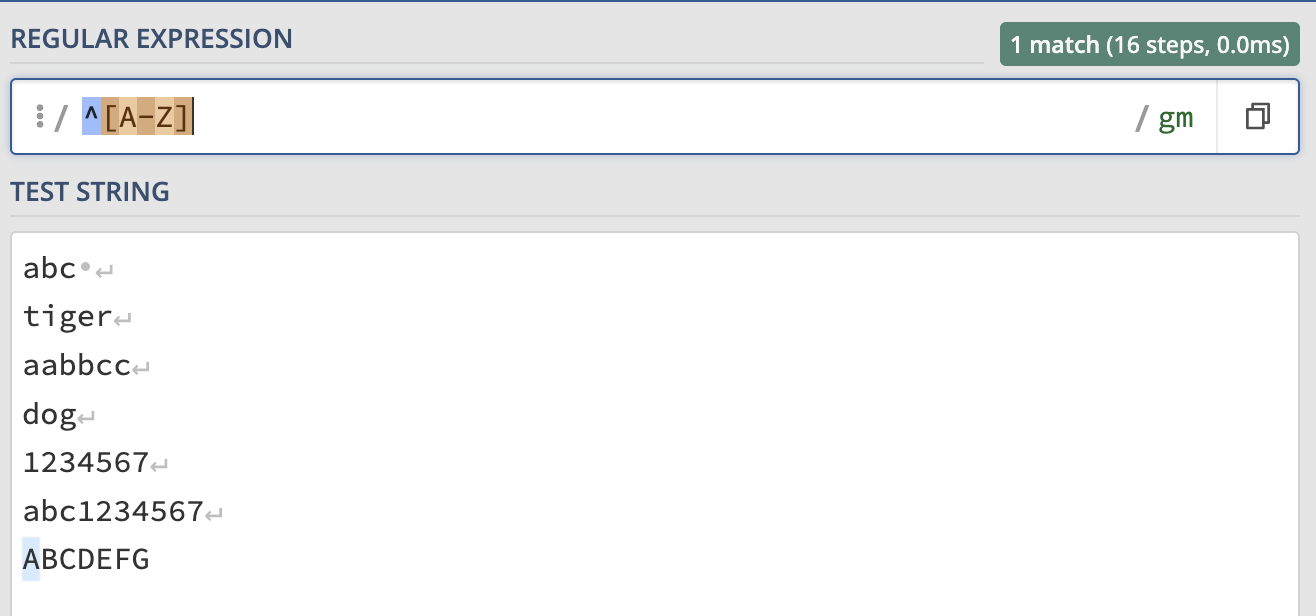 REGULAR EXPRESSION
1 match (16 steps, 0.0ms)
/ ^[A-Z] / gm
TEST STRING
abc
tiger
aabbcc
dog
1234567
abc1234567
ABCDEFG